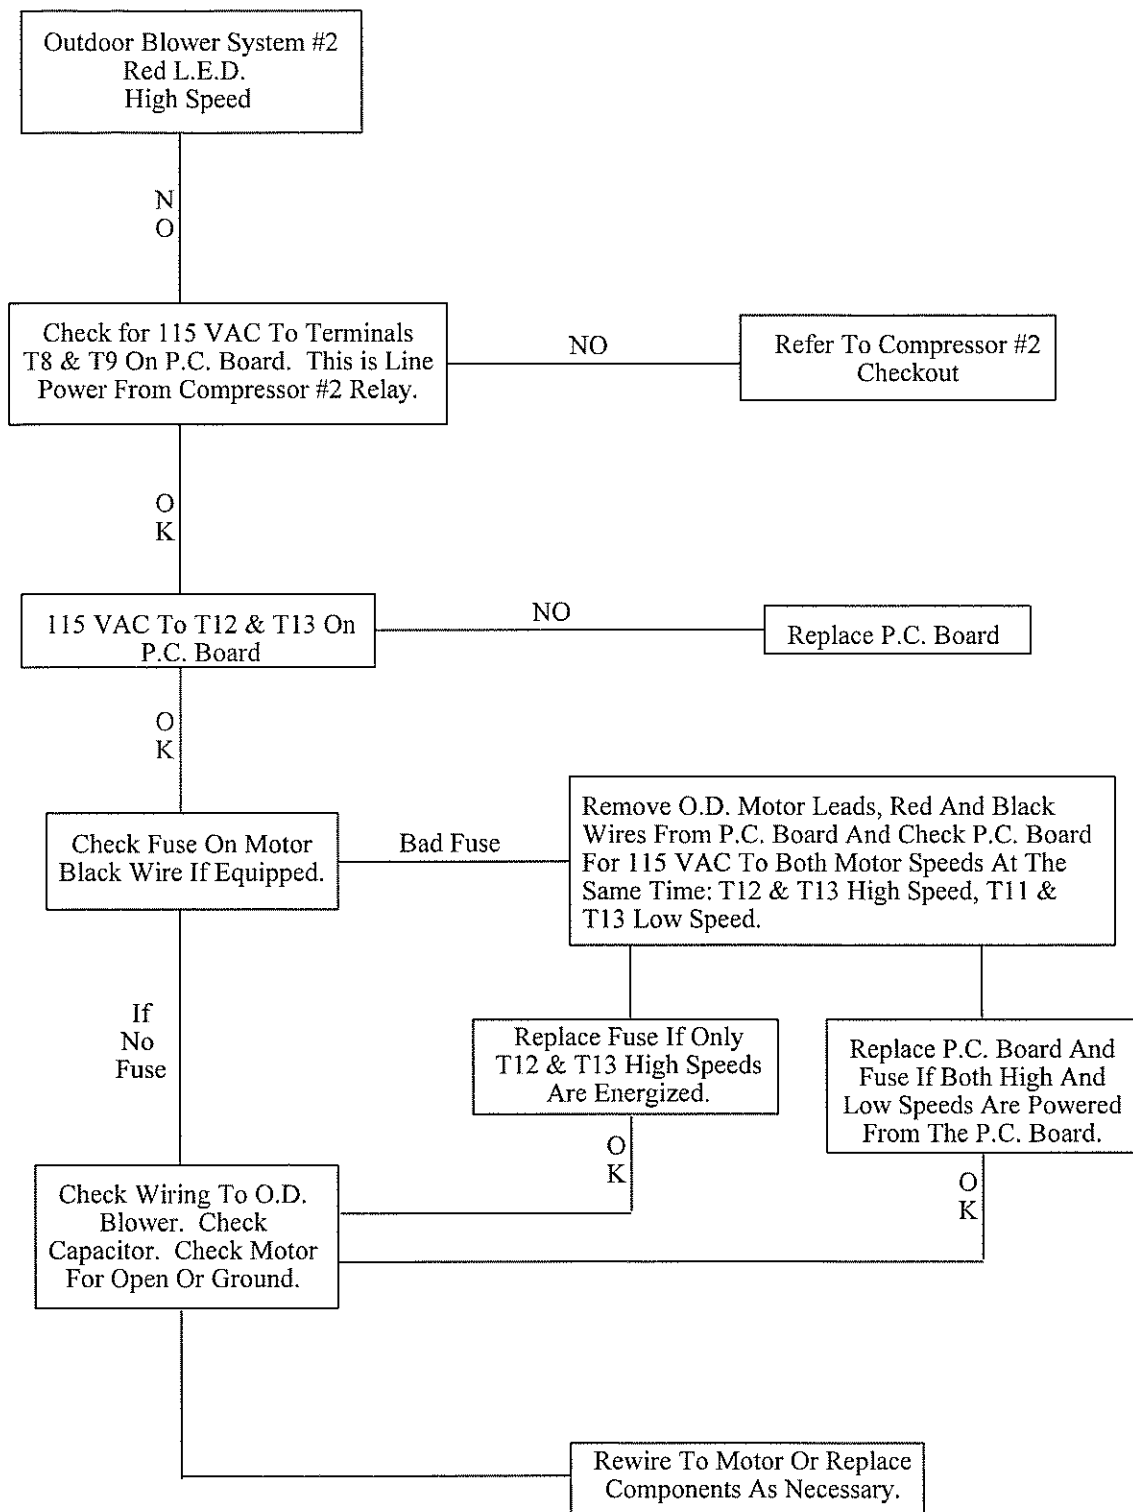 Outdoor Blower System #2
Red L.E.D.
High Speed
N
O
Check for 115 VAC To Terminals
T8 & T9 On P.C. Board. This is Line
Power From Compressor #2 Relay.
NO
Refer To Compressor #2
Checkout
O
K
115 VAC To T12 & T13 On
P.C. Board
NO
Replace P.C. Board
O
K
Check Fuse On Motor
Black Wire If Equipped.
Bad Fuse
Remove O.D. Motor Leads, Red And Black
Wires From P.C. Board And Check P.C. Board
For 115 VAC To Both Motor Speeds At The
Same Time: T12 & T13 High Speed, T11 &
T13 Low Speed.
If
No
Fuse
Replace Fuse If Only
T12 & T13 High Speeds
Are Energized.
Replace P.C. Board And
Fuse If Both High And
Low Speeds Are Powered
From The P.C. Board.
O
K
O
K
Check Wiring To O.D.
Blower. Check
Capacitor. Check Motor
For Open Or Ground.
Rewire To Motor Or Replace
Components As Necessary.